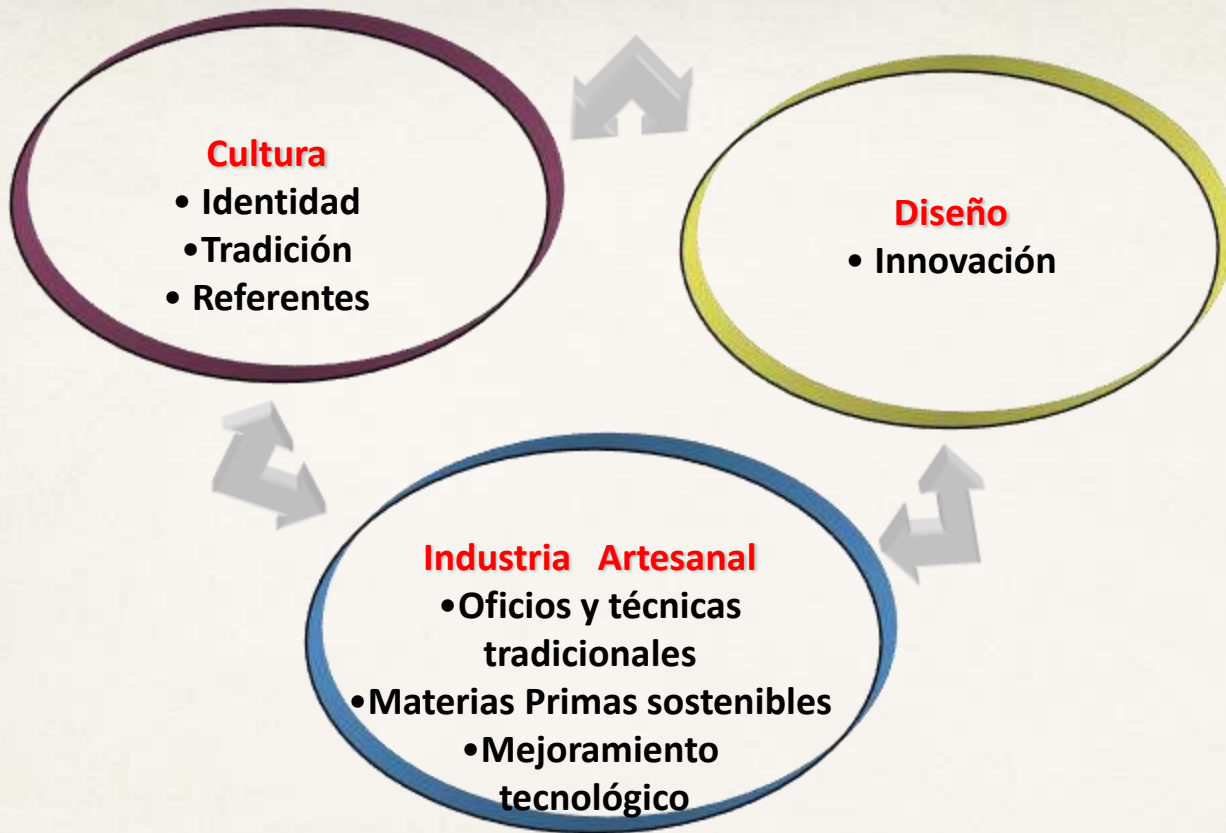 Cultura
• Identidad
•Tradición
• Referentes
Diseño
• Innovación
Industria Artesanal
•Oficios y técnicas
tradicionales
•Materias Primas sostenibles
•Mejoramiento
tecnológico